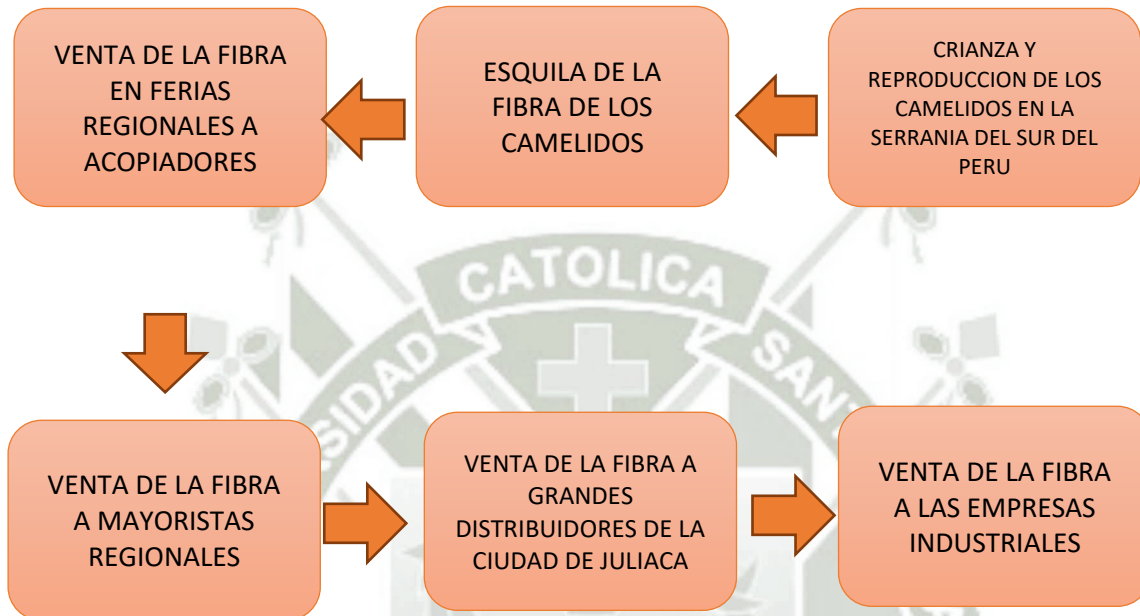 VENTA DE LA FIBRA
EN FERIAS
REGIONALES A
ACOPIADORES
ESQUILA DE LA
FIBRA DE LOS
CAMELIDOS
CRIANZA Y
REPRODUCCION DE LOS
CAMELIDOS EN LA
SERRANIA DEL SUR DEL
PERU
CATOLICA
SIDAD
SAN
VENTA DE LA FIBRA
A MAYORISTAS
REGIONALES
VENTA DE LA FIBRA A
GRANDES
DISTRIBUIDORES DE LA
CIUDAD DE JULIACA
VENTA DE LA FIBRA
A LAS EMPRESAS
INDUSTRIALES